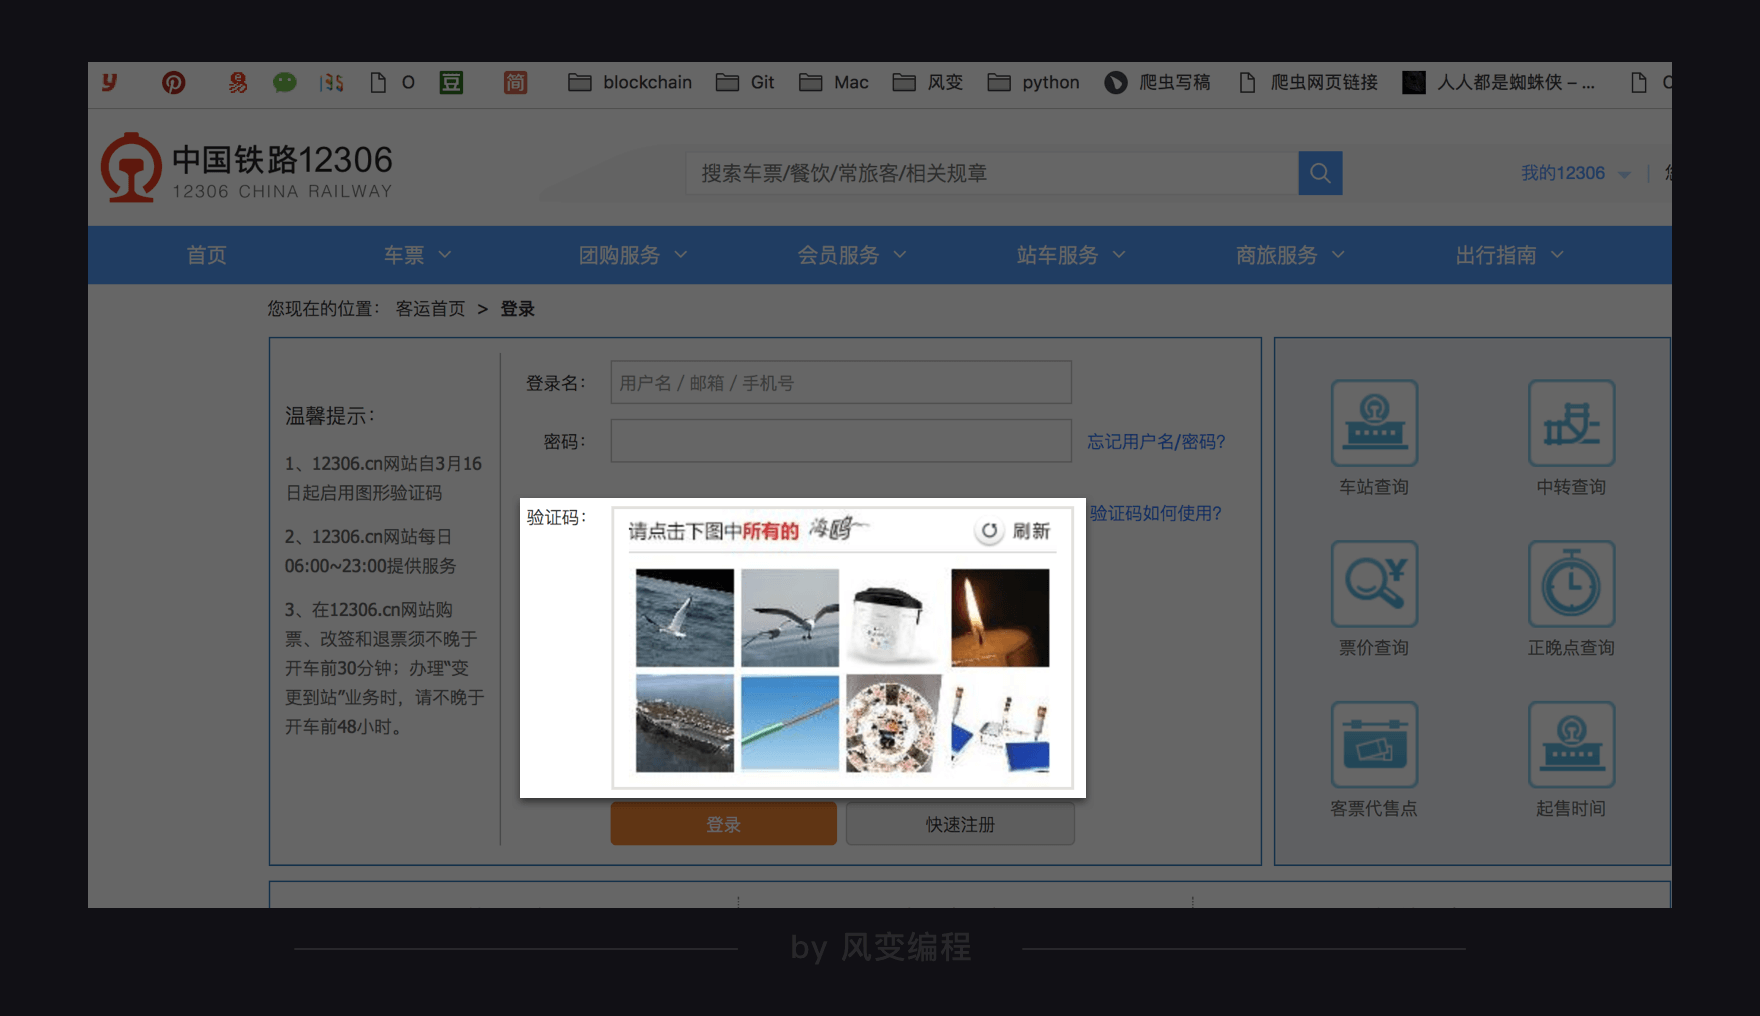 O blockchain Git Mac 风变 python 爬虫写稿 爬虫网页链接 人人都是蜘蛛侠 – ...
中国铁路12306
12306 CHINA RAILWAY
搜索车票/餐饮/常旅客/相关规章
我的12306
首页 车票 团购服务 会员服务 站车服务 商旅服务 出行指南
您现在的位置： 客运首页 > 登录
温馨提示：
1、12306.cn网站自3月16
日起启用图形验证码
2、12306.cn网站每日
06:00~23:00提供服务
3、在12306.cn网站购
票、改签和退票须不晚于
开车前30分钟；办理“变
更到站”业务时，请不晚于
开车前48小时。
登录名： 用户名 / 邮箱 / 手机号
密码： 忘记用户名/密码?
验证码： 请点击下图中所有的 海鸥 刷新 验证码如何使用?
登录 快速注册
车站查询 中转查询
票价查询 正晚点查询
客票代售点 起售时间
by 风变编程